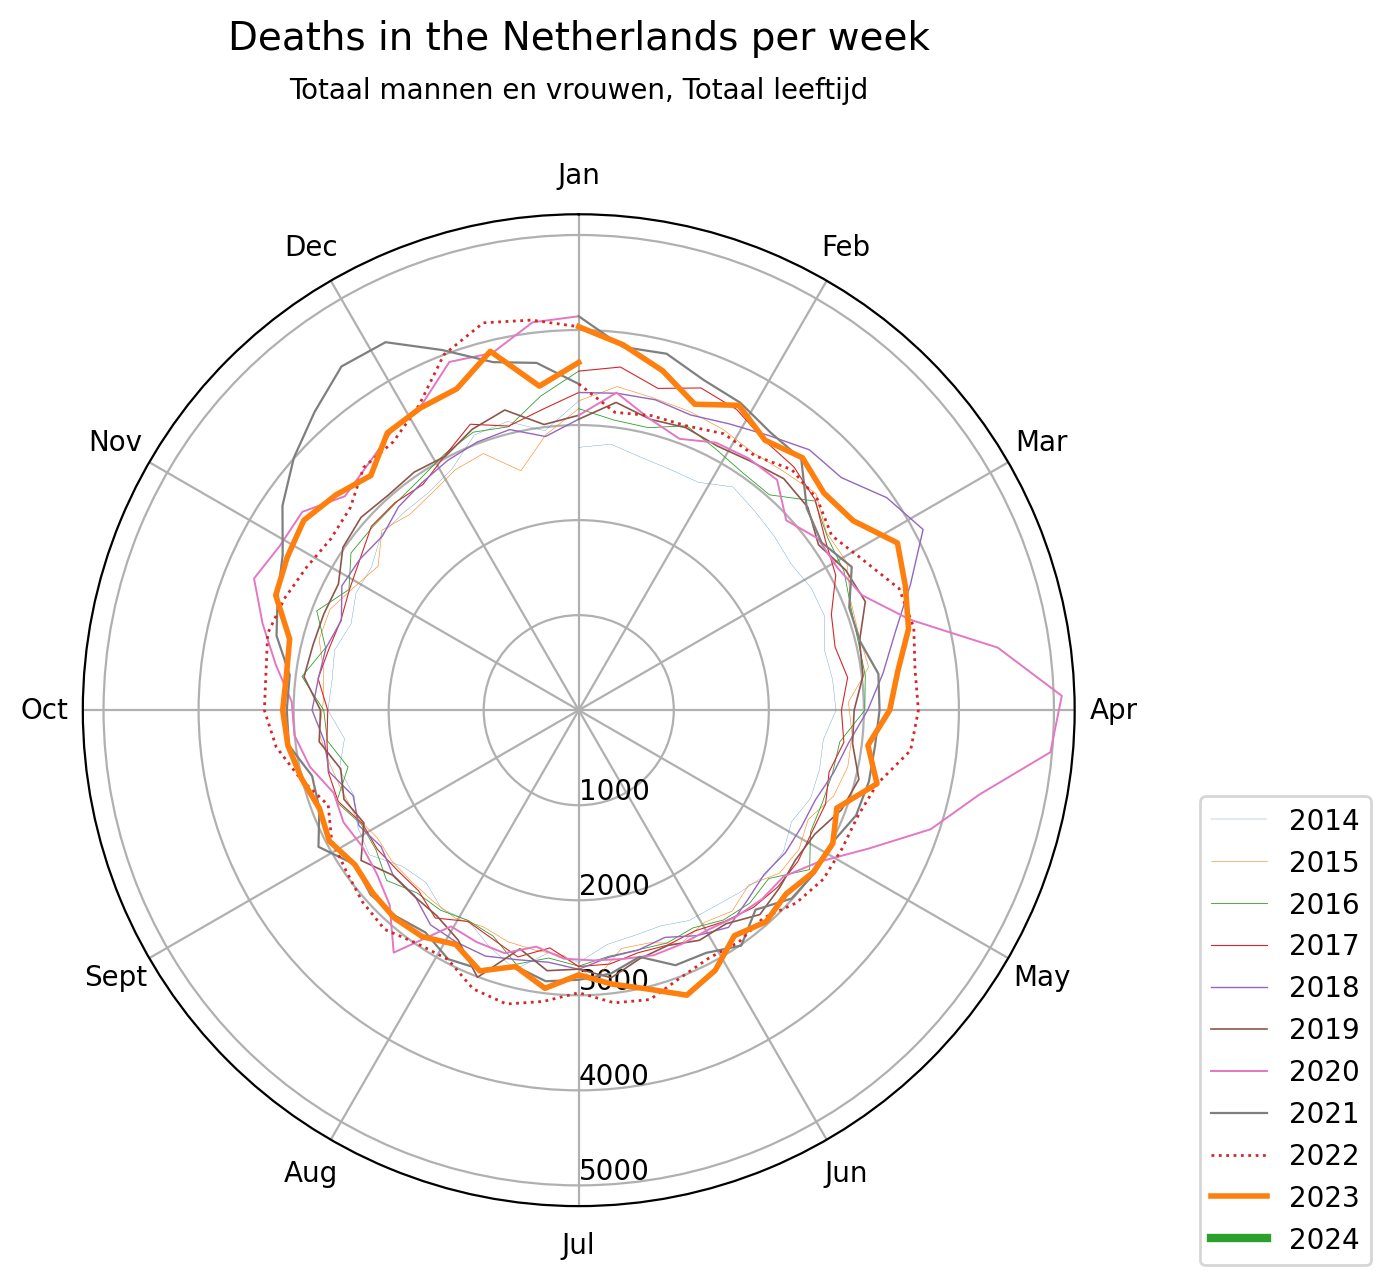 Deaths in the Netherlands per week
Totaal mannen en vrouwen, Totaal leeftijd
Jan
Feb
Mar
Apr
May
Jun
Jul
Aug
Sept
Oct
Nov
Dec
1000
2000
3000
4000
5000
2014
2015
2016
2017
2018
2019
2020
2021
2022
2023
2024